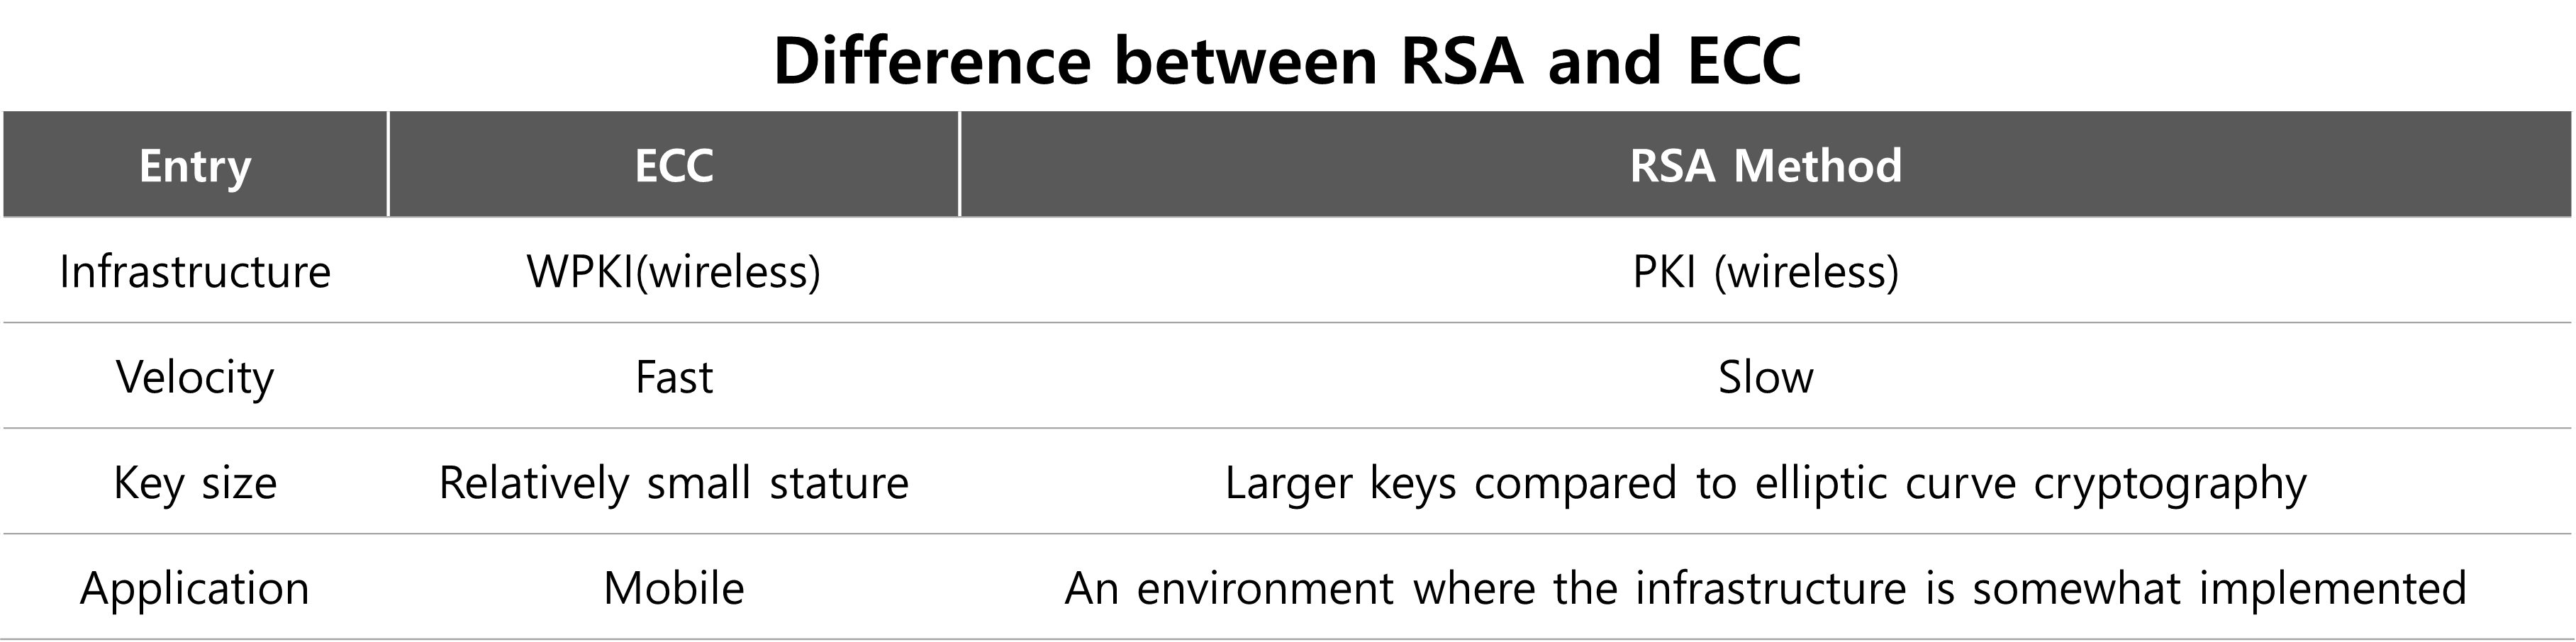 Difference between RSA and ECC
Entry ECC RSA Method
Infrastructure WPKI(wireless) PKI (wireless)
Velocity Fast Slow
Key size Relatively small stature Larger keys compared to elliptic curve cryptography
Application Mobile An environment where the infrastructure is somewhat implemented